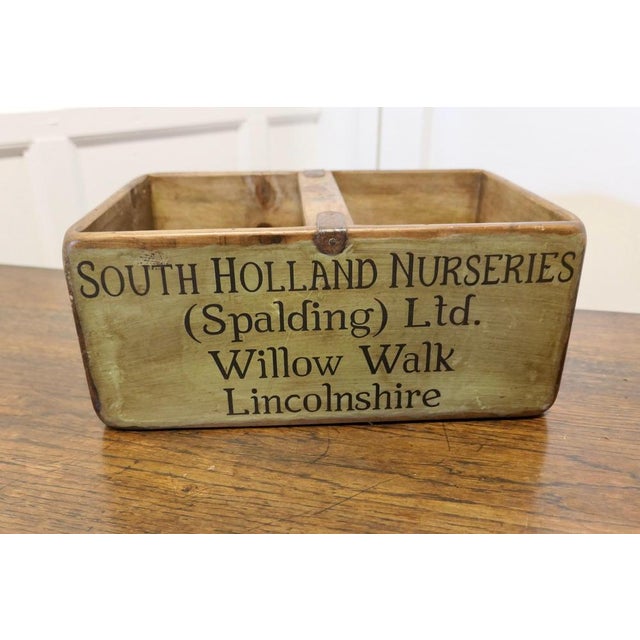 SOUTH HOLLAND NURSERIES
(Spalding) Ltd.
Willow Walk
Lincolnshire